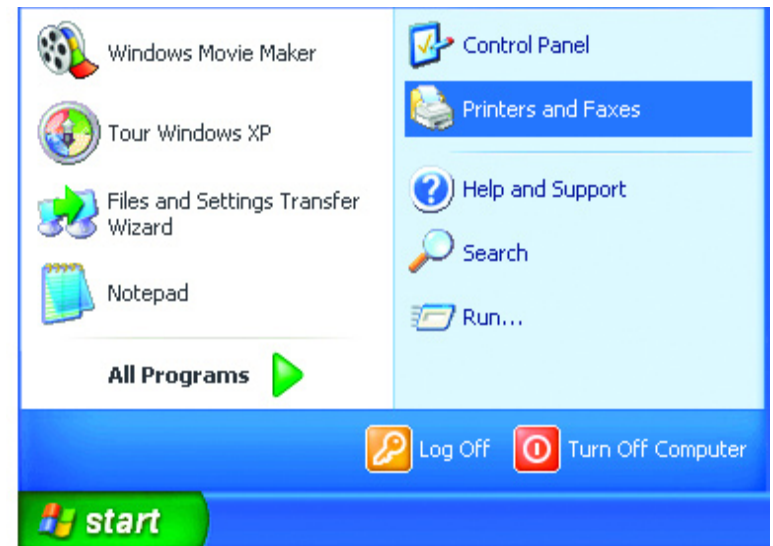 Windows Movie Maker
Tour Windows XP
Files and Settings Transfer
Wizard
Notepad
All Programs
Control Panel
Printers and Faxes
Help and Support
Search
Run...
Log Off
Turn Off Computer
start